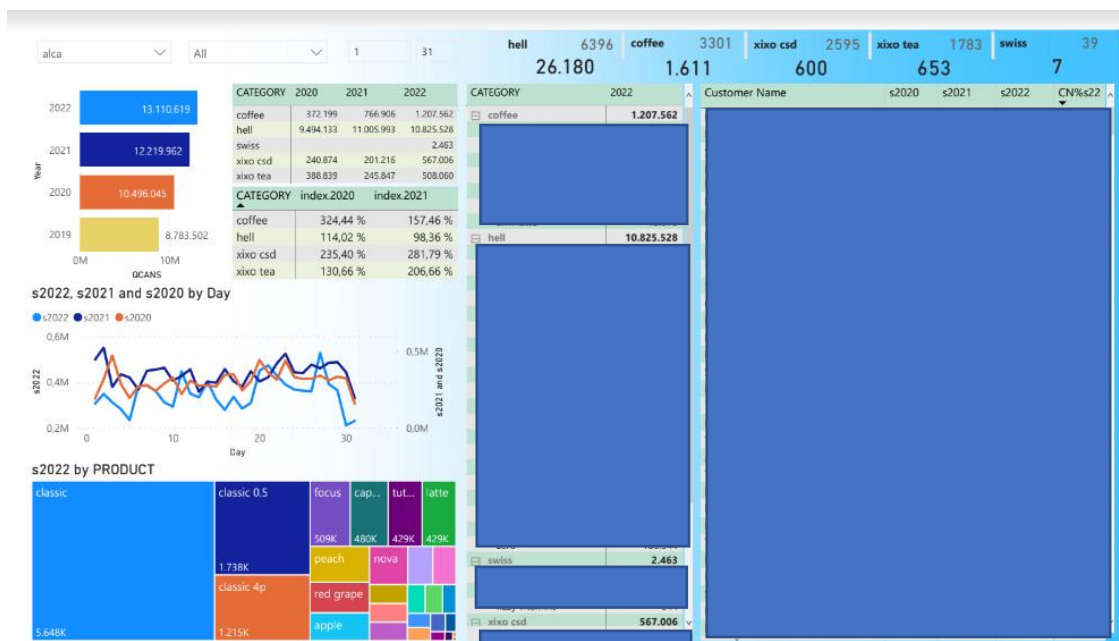 alca All 1 31
hell 6396 coffee 3301 xixo csd 2595 xixo tea 1783 swiss 39
26.180 1.611 600 653 7
Year
2022 13.110.619
2021 12.219.962
2020 10.496.045
2019 8.783.502
0M 10M
QCANS
CATEGORY 2020 2021 2022
coffee 372.199 766.906 1.207.562
hell 9.494.133 11.005.993 10.825.528
swiss 2.463
xixo csd 240.874 201.216 567.006
xixo tea 388.839 245.847 508.060
CATEGORY index.2020 index.2021
coffee 324,44 % 157,46 %
hell 114,02 % 98,36 %
xixo csd 235,40 % 281,79 %
xixo tea 130,66 % 206,66 %
CATEGORY 2022
coffee 1.207.562
hell 10.825.528
swiss 2.463
xixo csd 567.006
Customer Name s2020 s2021 s2022 CN%s22
s2022, s2021 and s2020 by Day
s2022 s2021 s2020
0,6M
0,4M
0,2M
s2022
0,5M
0,0M
s2021 and s2020
0 10 20 30
Day
s2022 by PRODUCT
classic
5.648K
classic 0.5
1.738K
classic 4p
1.215K
focus
509K
cap...
480K
tut...
429K
latte
429K
peach
nova
red grape
apple